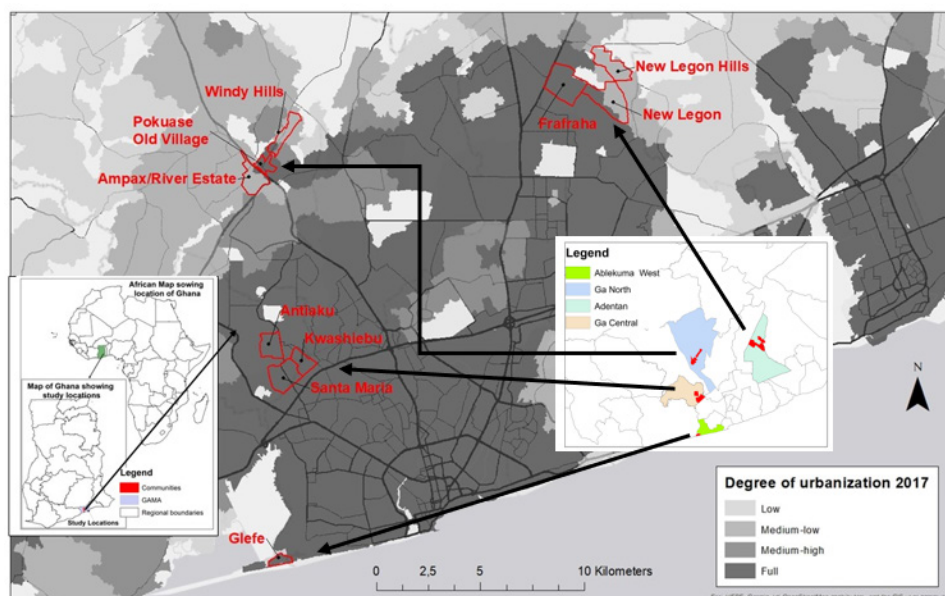 New Legon Hills
Windy Hills
Pokuase
Old Village
Frafraha
New Legon
Ampax/River Estate
Legend
Ablekuma West
Ga North
Adentan
Ga Central
African Map sowing
location of Ghana
Antiaku
Kwashiebu
Santa Maria
Map of Ghana showing
study locations
Legend
Communities
GAMA
Regional boundaries
Study Locations
N
Degree of urbanization 2017
Low
Medium-low
Medium-high
Full
Glefe
0 2,5 5 10 Kilometers